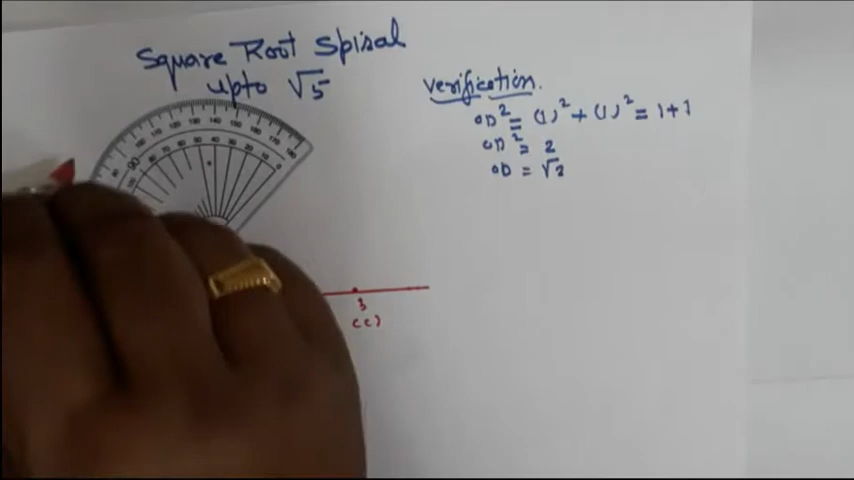 Square Root Spiral
upto √5
verification.
OD² = (1)² + (1)² = 1+1
OD² = 2
OD = √2
3
(C)